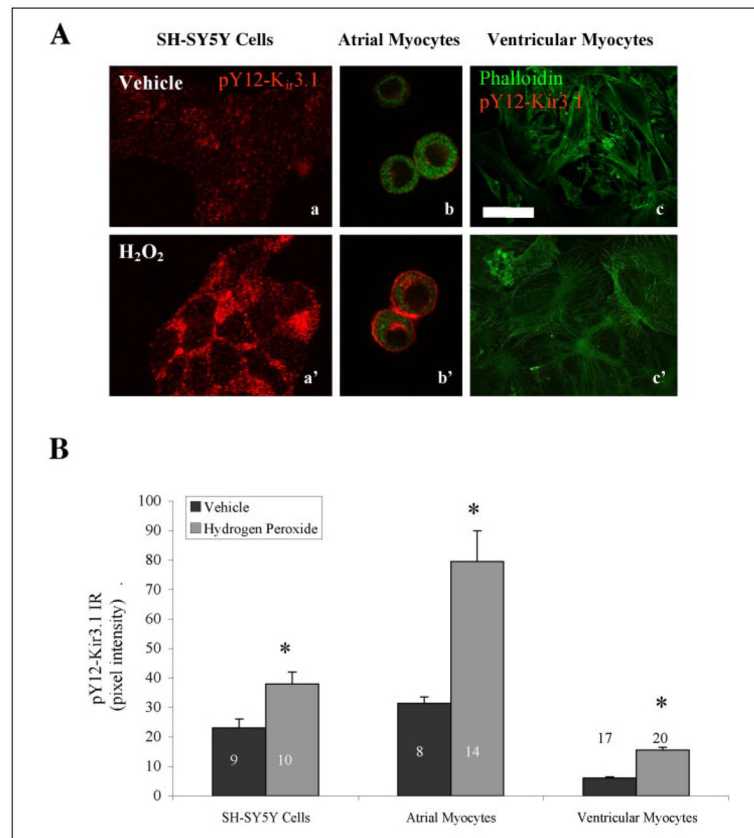 A
SH-SY5Y Cells Atrial Myocytes Ventricular Myocytes
Vehicle pY12-Kir3.1 Phalloidin
pY12-Kir3.1
a b c
H2O2
a' b' c'
B
100
90
80
70
60
50
40
30
20
10
0
pY12-Kir3.1 IR
(pixel intensity) .
Vehicle
Hydrogen Peroxide
* * *
9 10 8 14 17 20
SH-SY5Y Cells Atrial Myocytes Ventricular Myocytes